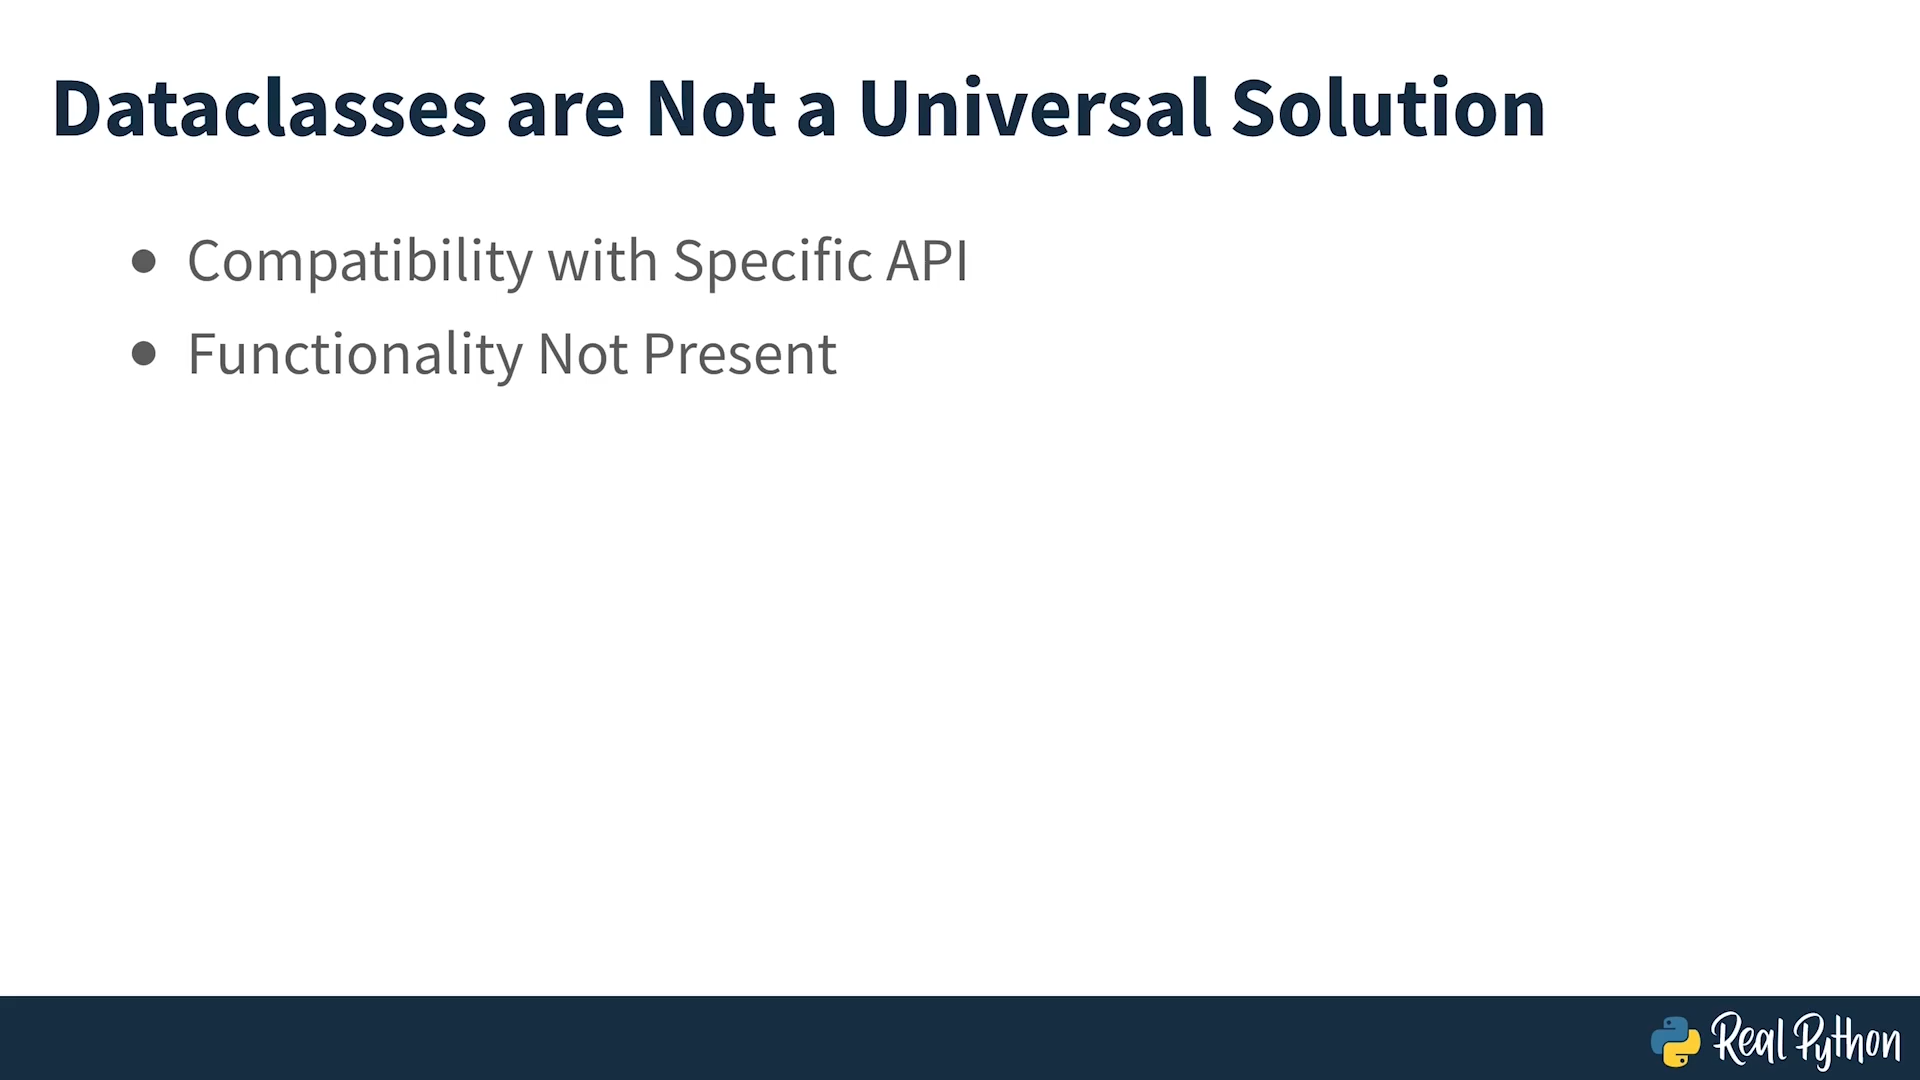 Dataclasses are Not a Universal Solution
• Compatibility with Specific API
• Functionality Not Present
Real Python